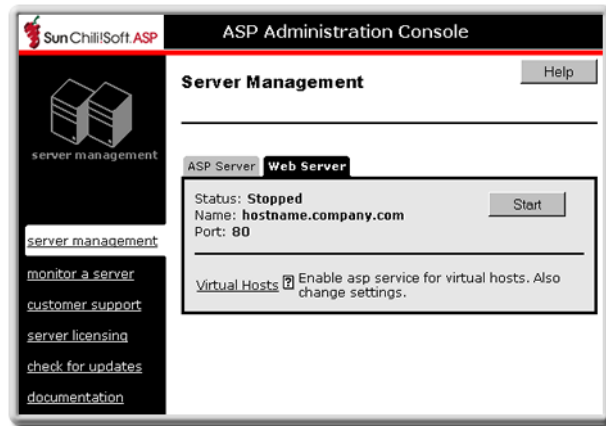 Sun Chili!Soft. ASP
ASP Administration Console
Server Management
Help
server management
ASP Server
Web Server
Status: Stopped
Start
Name: hostname.company.com
Port: 80
Virtual Hosts ? Enable asp service for virtual hosts. Also
change settings.
server management
monitor a server
customer support
server licensing
check for updates
documentation